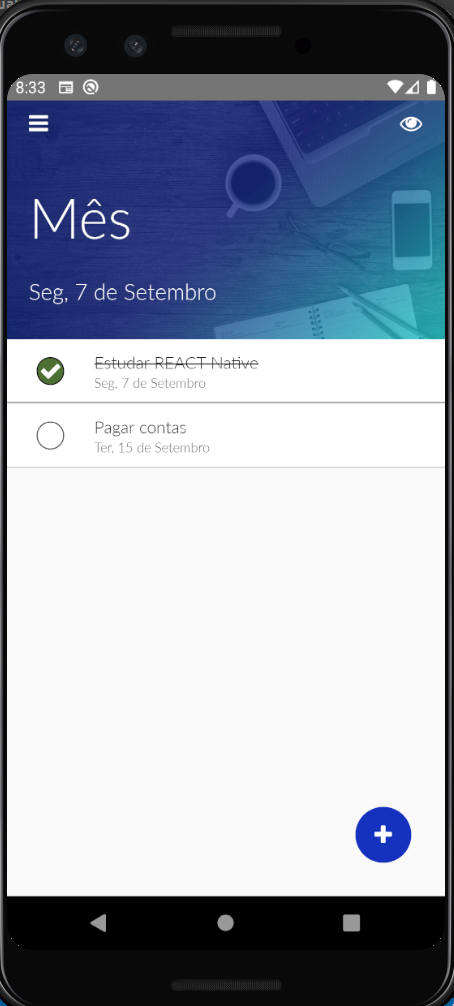 8:33
Mês
Seg, 7 de Setembro
Estudar REACT Native
Seg, 7 de Setembro
Pagar contas
Ter, 15 de Setembro